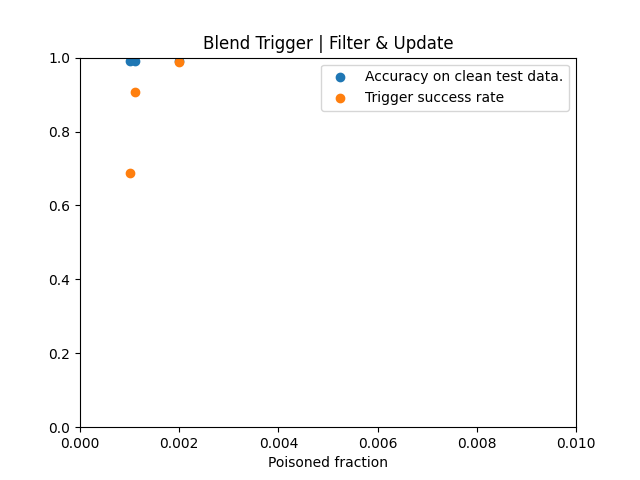 Blend Trigger | Filter & Update
Accuracy on clean test data.
Trigger success rate
1.0
0.8
0.6
0.4
0.2
0.0
0.000 0.002 0.004 0.006 0.008 0.010
Poisoned fraction